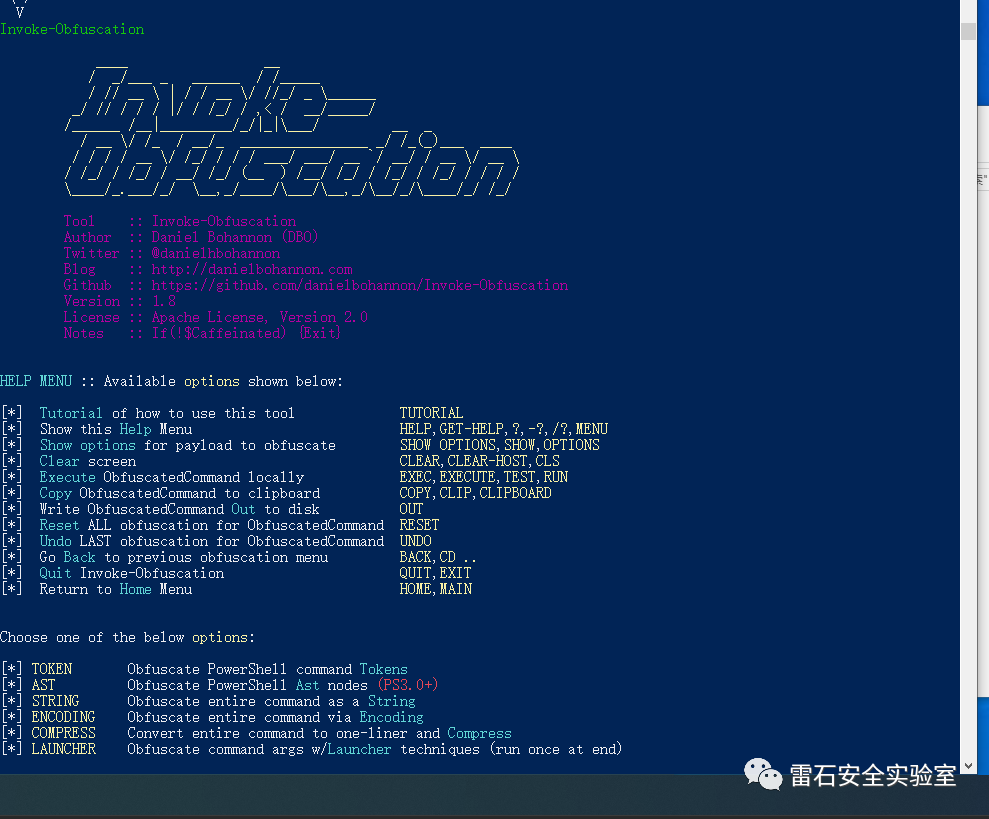 V
Invoke-Obfuscation
Invoke-
Obfuscation
Tool :: Invoke-Obfuscation
Author :: Daniel Bohannon (DBO)
Twitter :: @danielhbohannon
Blog :: http://danielbohannon.com
Github :: https://github.com/danielbohannon/Invoke-Obfuscation
Version :: 1.8
License :: Apache License, Version 2.0
Notes :: If(!$Caffeinated) {Exit}
HELP MENU :: Available options shown below:
[*] Tutorial of how to use this tool TUTORIAL
[*] Show this Help Menu HELP,GET-HELP,?,-?,/?,MENU
[*] Show options for payload to obfuscate SHOW OPTIONS,SHOW,OPTIONS
[*] Clear screen CLEAR,CLEAR-HOST,CLS
[*] Execute ObfuscatedCommand locally EXEC,EXECUTE,TEST,RUN
[*] Copy ObfuscatedCommand to clipboard COPY,CLIP,CLIPBOARD
[*] Write ObfuscatedCommand Out to disk OUT
[*] Reset ALL obfuscation for ObfuscatedCommand RESET
[*] Undo LAST obfuscation for ObfuscatedCommand UNDO
[*] Go Back to previous obfuscation menu BACK,CD ..
[*] Quit Invoke-Obfuscation QUIT,EXIT
[*] Return to Home Menu HOME,MAIN
Choose one of the below options:
[*] TOKEN Obfuscate PowerShell command Tokens
[*] AST Obfuscate PowerShell Ast nodes (PS3.0+)
[*] STRING Obfuscate entire command as a String
[*] ENCODING Obfuscate entire command via Encoding
[*] COMPRESS Convert entire command to one-liner and Compress
[*] LAUNCHER Obfuscate command args w/Launcher techniques (run once at end)
雷石安全实验室